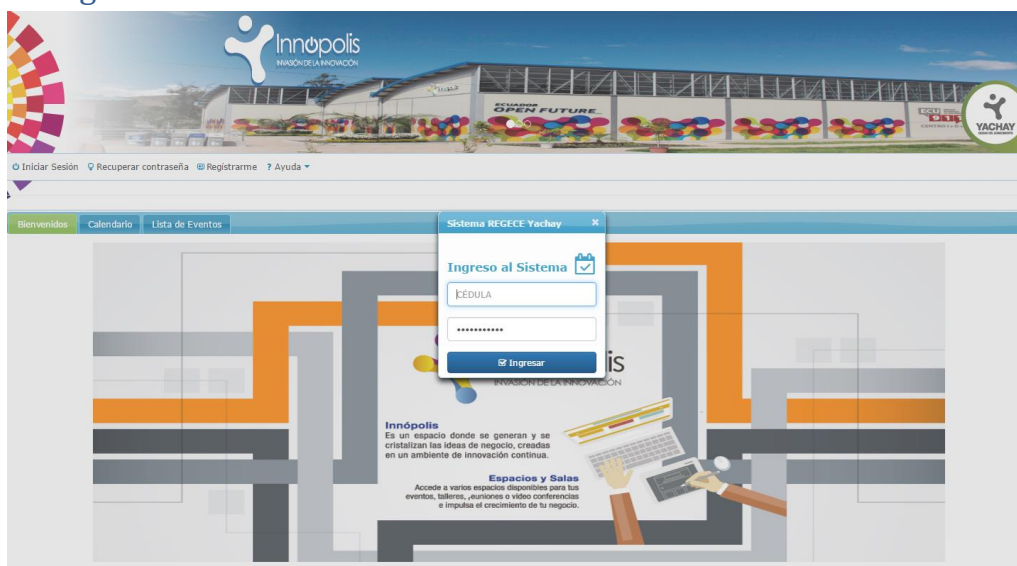 Innopolis
INVASIÓN DE LA INNOVACIÓN
ECUADOR
OPEN FUTURE
YACHAY
Iniciar Sesión Recuperar contraseña Registrarme ? Ayuda
Bienvenidos Calendario Lista de Eventos
Sistema REGECE Yachay
Ingreso al Sistema
CÉDULA
•••••••••••
Ingresar
is
INVASIÓN DE LA INNOVACIÓN
Innópolis
Es un espacio donde se generan y se
cristalizan las ideas de negocio, creadas
en un ambiente de innovación continua.
Espacios y Salas
Accede a varios espacios disponibles para tus
eventos, talleres, reuniones o video conferencias
e impulsa el crecimiento de tu negocio.